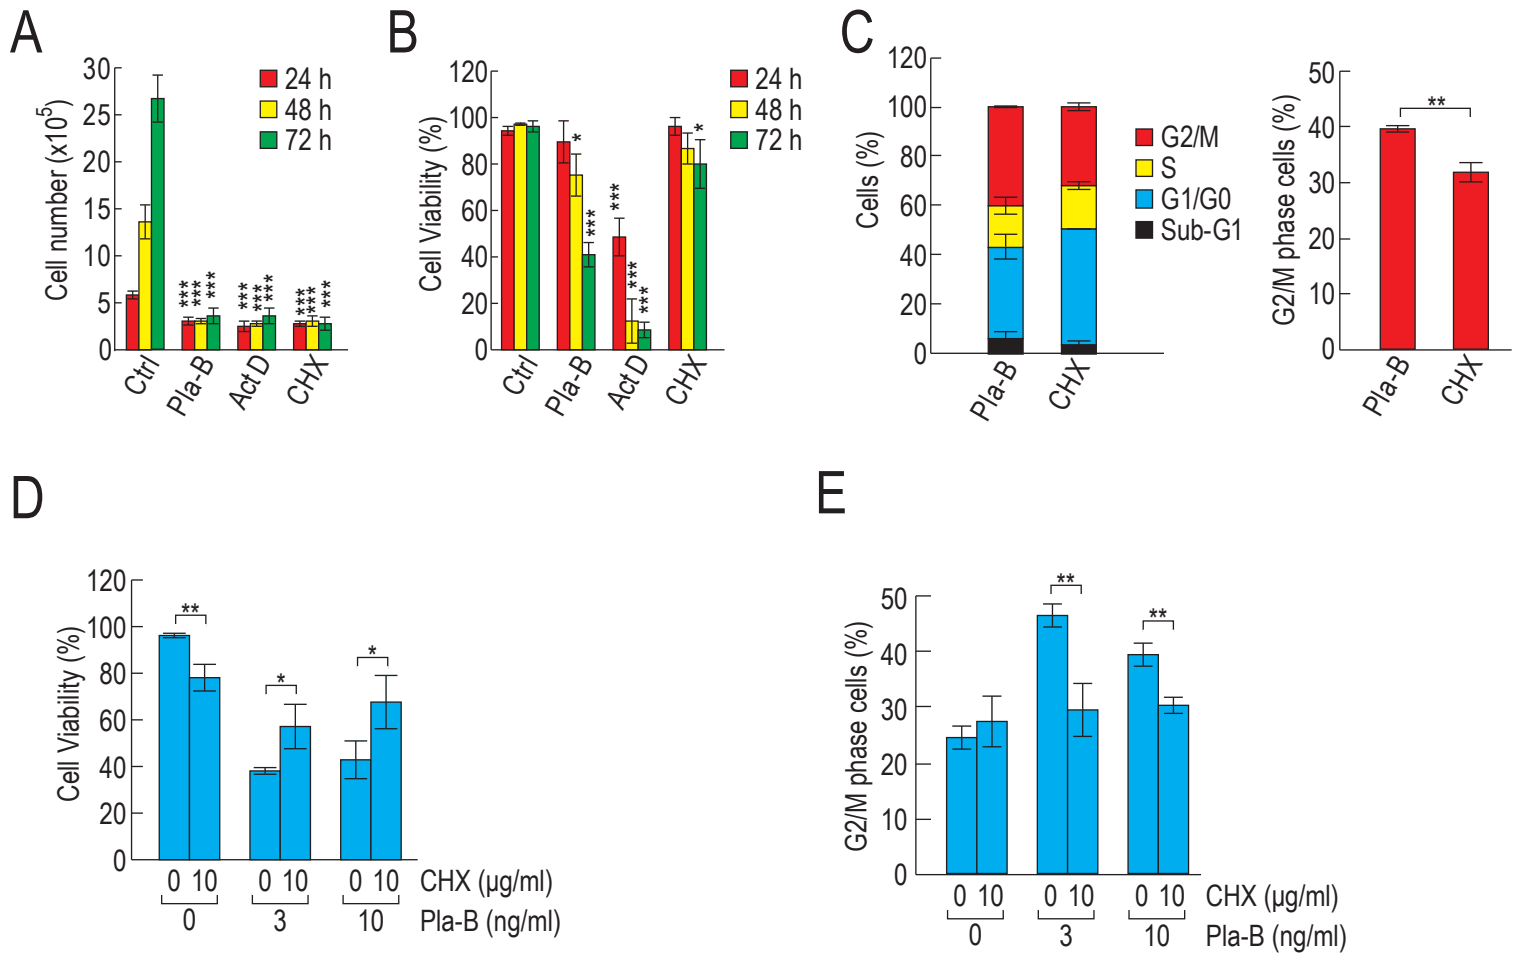 A
30
25
20
15
10
5
0
Cell number (x10⁵)
24 h
48 h
72 h
***
***
***
***
***
***
***
***
***
Ctrl
Pla-B
Act D
CHX
B
120
100
80
60
40
20
0
Cell Viability (%)
24 h
48 h
72 h
*
***
***
***
***
*
Ctrl
Pla-B
Act D
CHX
C
120
100
80
60
40
20
0
Cells (%)
G2/M
S
G1/G0
Sub-G1
Pla-B
CHX
50
40
30
20
10
0
G2/M phase cells (%)
**
Pla-B
CHX
D
120
100
80
60
40
20
0
Cell Viability (%)
**
*
*
0 10 0 10 0 10 CHX (µg/ml)
0 3 10 Pla-B (ng/ml)
E
50
40
30
20
10
0
G2/M phase cells (%)
**
**
0 10 0 10 0 10 CHX (µg/ml)
0 3 10 Pla-B (ng/ml)